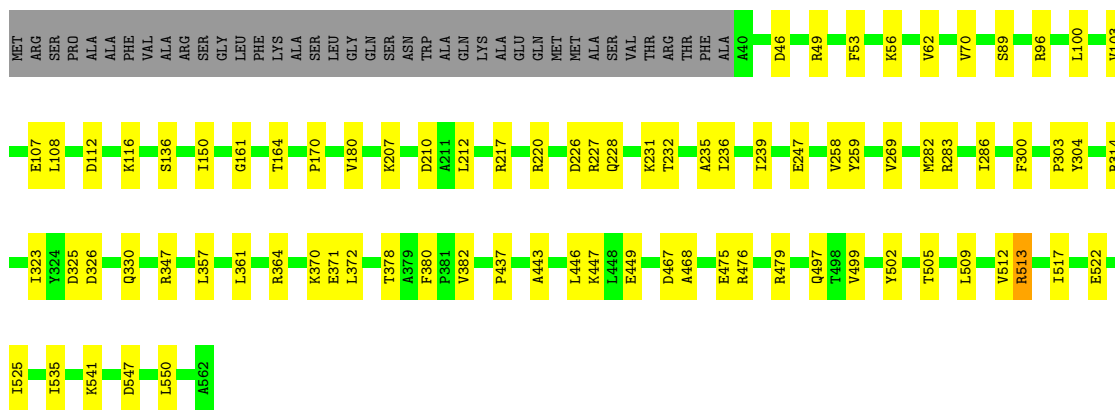 MET ARG SER PRO ALA ALA PHE VAL ALA ARG SER GLY LEU PHE LYS ALA SER LEU GLY GLN SER ASN TRP ALA GLN LYS ALA GLU GLN MET MET ALA SER VAL THR ARG THR PHE ALA A40 D46 R49 F53 K56 V62 V70 S89 R96 L100 V103
E107 L108 D112 K116 S136 I150 G161 T164 P170 V180 K207 D210 A211 L212 R217 R220 D226 R227 Q228 K231 T232 A235 I236 I239 E247 V258 Y259 V269 M282 R283 I286 F300 P303 Y304
I323 Y324 D325 D326 Q330 R347 L357 L361 R364 K370 E371 L372 T378 A379 F380 P381 V382 P437 A443 L446 K447 L448 E449 D467 A468 E475 R476 R479 Q497 T498 V499 Y502 T505 L509 V512 R513 I517 E522
I525 I535 K541 D547 L550 A562